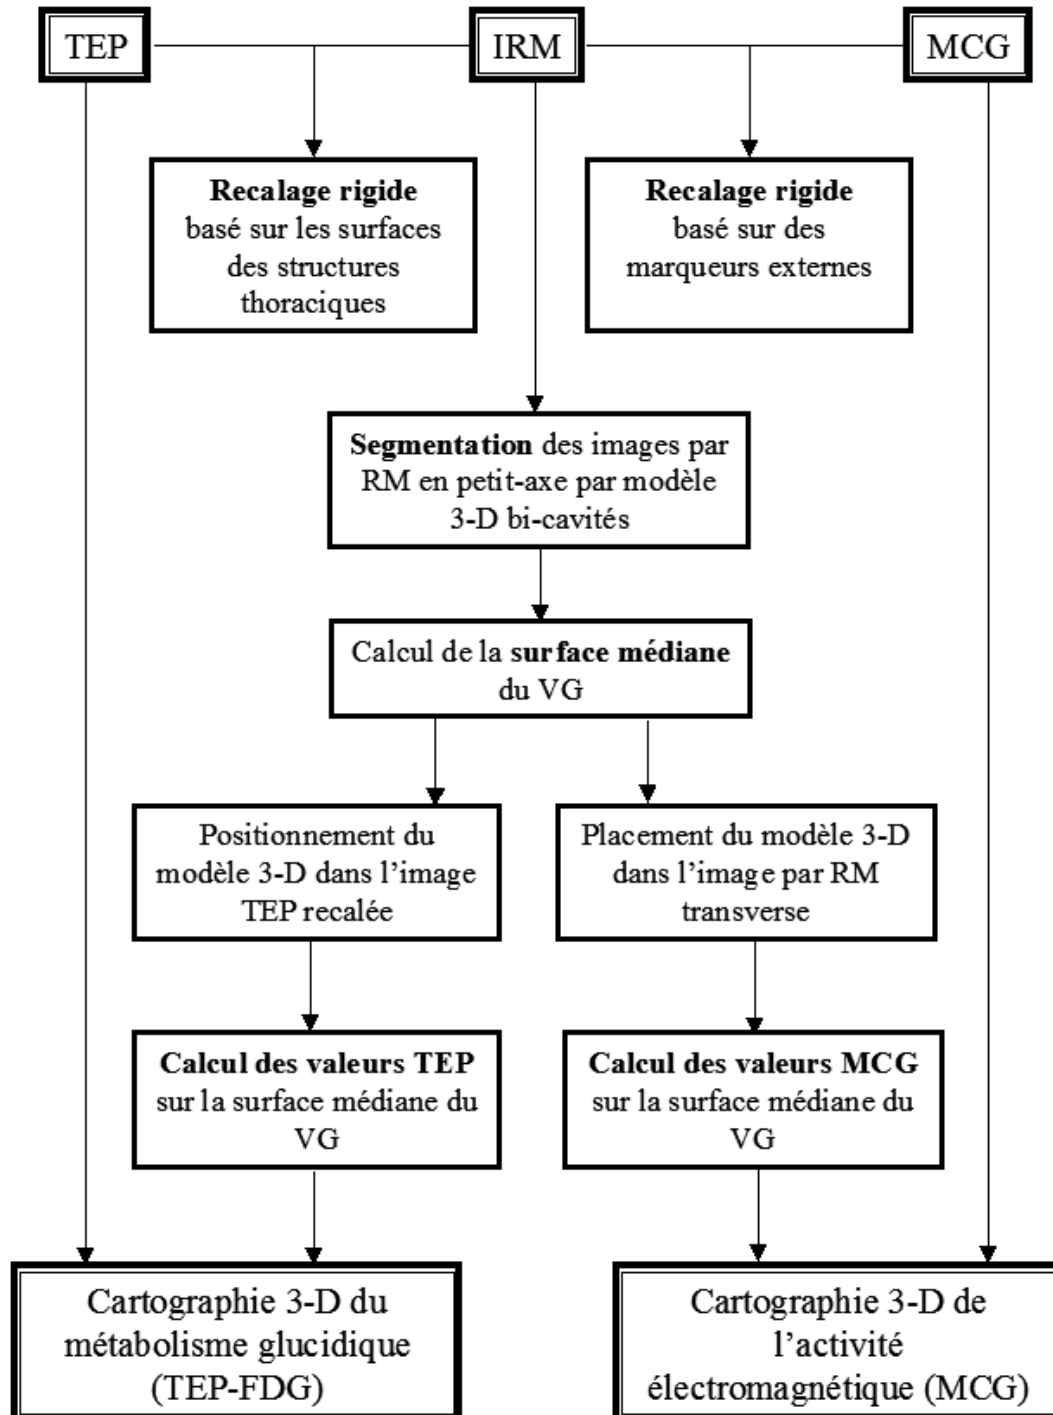 TEP
IRM
MCG
Recalage rigide
basé sur les surfaces
des structures
thoraciques
Recalage rigide
basé sur des
marqueurs externes
Segmentation des images par
RM en petit-axe par modèle
3-D bi-cavités
Calcul de la surface médiane
du VG
Positionnement du
modèle 3-D dans l’image
TEP recalée
Placement du modèle 3-D
dans l’image par RM
transverse
Calcul des valeurs TEP
sur la surface médiane du
VG
Calcul des valeurs MCG
sur la surface médiane du
VG
Cartographie 3-D du
métabolisme glucidique
(TEP-FDG)
Cartographie 3-D de
l’activité
électromagnétique (MCG)